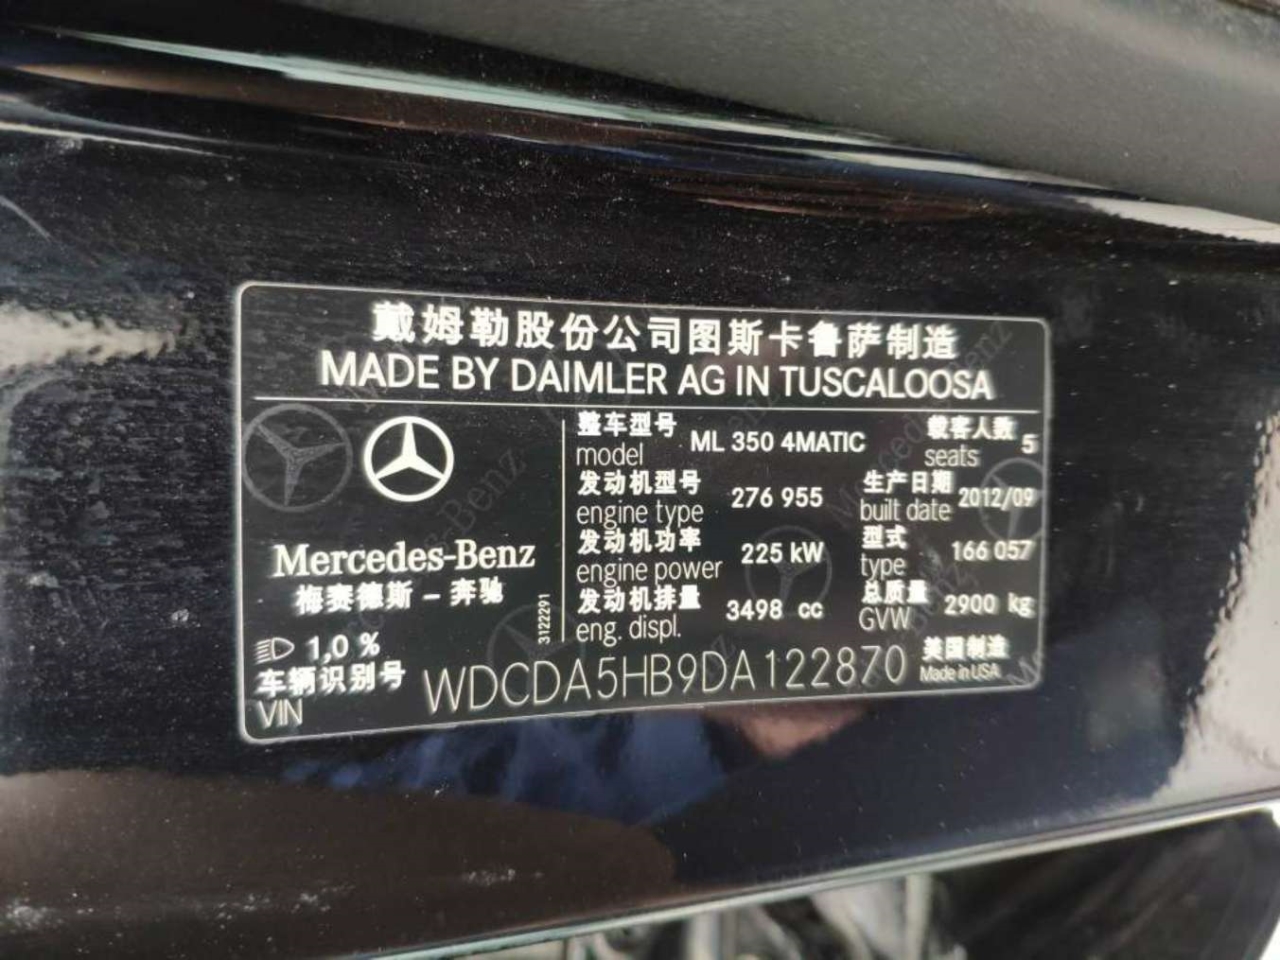 戴姆勒股份公司图斯卡鲁萨制造
MADE BY DAIMLER AG IN TUSCALOOSA
整车型号 model ML 350 4MATIC 载客人数 seats 5
发动机型号 engine type 276 955 生产日期 built date 2012/09
发动机功率 engine power 225 kW 型式 type 166 057
发动机排量 eng. displ. 3498 cc 总质量 GVW 2900 kg
Mercedes-Benz
梅赛德斯-奔驰
3122291
1,0 %
车辆识别号 VIN WDCDA5HB9DA122870
美国制造
Made in USA